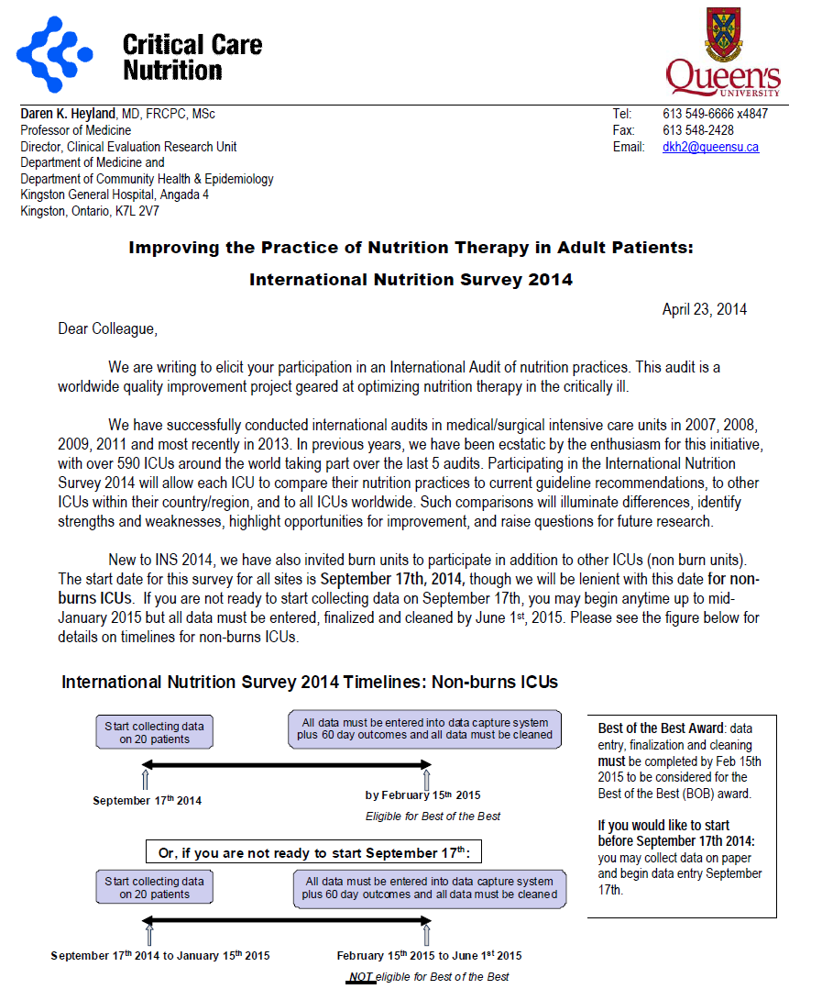 Critical Care
Nutrition
Queen's
UNIVERSITY
Daren K. Heyland, MD, FRCPC, MSc
Professor of Medicine
Director, Clinical Evaluation Research Unit
Department of Medicine and
Department of Community Health & Epidemiology
Kingston General Hospital, Angada 4
Kingston, Ontario, K7L 2V7
Tel: 613 549-6666 x4847
Fax: 613 548-2428
Email: dkh2@queensu.ca
Improving the Practice of Nutrition Therapy in Adult Patients:
International Nutrition Survey 2014
April 23, 2014
Dear Colleague,
We are writing to elicit your participation in an International Audit of nutrition practices. This audit is a
worldwide quality improvement project geared at optimizing nutrition therapy in the critically ill.
We have successfully conducted international audits in medical/surgical intensive care units in 2007, 2008,
2009, 2011 and most recently in 2013. In previous years, we have been ecstatic by the enthusiasm for this initiative,
with over 590 ICUs around the world taking part over the last 5 audits. Participating in the International Nutrition
Survey 2014 will allow each ICU to compare their nutrition practices to current guideline recommendations, to other
ICUs within their country/region, and to all ICUs worldwide. Such comparisons will illuminate differences, identify
strengths and weaknesses, highlight opportunities for improvement, and raise questions for future research.
New to INS 2014, we have also invited burn units to participate in addition to other ICUs (non burn units).
The start date for this survey for all sites is September 17th, 2014, though we will be lenient with this date for non-
burns ICUs. If you are not ready to start collecting data on September 17th, you may begin anytime up to mid-
January 2015 but all data must be entered, finalized and cleaned by June 1st, 2015. Please see the figure below for
details on timelines for non-burns ICUs.
International Nutrition Survey 2014 Timelines: Non-burns ICUs
Start collecting data
on 20 patients
All data must be entered into data capture system
plus 60 day outcomes and all data must be cleaned
September 17th 2014
by February 15th 2015
Eligible for Best of the Best
Or, if you are not ready to start September 17th:
Start collecting data
on 20 patients
All data must be entered into data capture system
plus 60 day outcomes and all data must be cleaned
September 17th 2014 to January 15th 2015
February 15th 2015 to June 1st 2015
NOT eligible for Best of the Best
Best of the Best Award: data
entry, finalization and cleaning
must be completed by Feb 15th
2015 to be considered for the
Best of the Best (BOB) award.
If you would like to start
before September 17th 2014:
you may collect data on paper
and begin data entry September
17th.